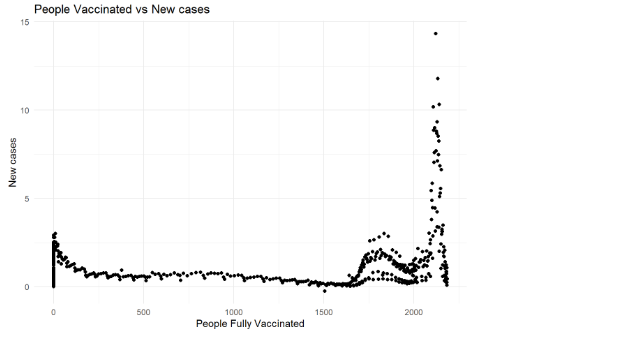 People Vaccinated vs New cases
15
10
5
0
New cases
0 500 1000 1500 2000
People Fully Vaccinated